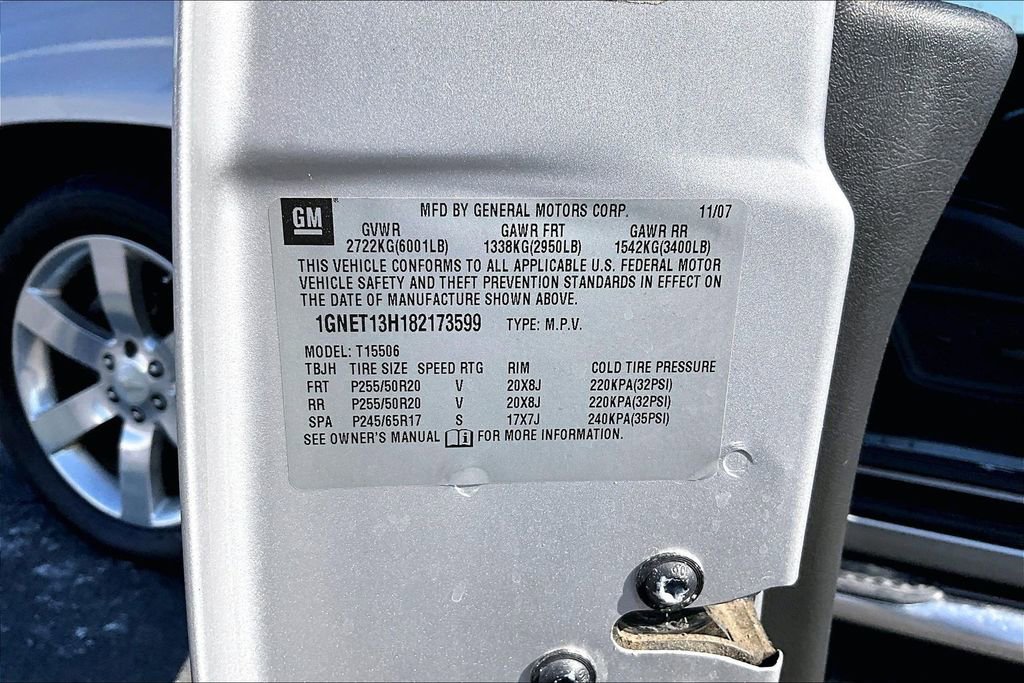 GM
MFD BY GENERAL MOTORS CORP. 11/07
GVWR GAWR FRT GAWR RR
2722KG(6001LB) 1338KG(2950LB) 1542KG(3400LB)
THIS VEHICLE CONFORMS TO ALL APPLICABLE U.S. FEDERAL MOTOR
VEHICLE SAFETY AND THEFT PREVENTION STANDARDS IN EFFECT ON
THE DATE OF MANUFACTURE SHOWN ABOVE.
1GNET13H182173599 TYPE: M.P.V.
MODEL: T15506
TBJH TIRE SIZE SPEED RTG RIM COLD TIRE PRESSURE
FRT P255/50R20 V 20X8J 220KPA(32PSI)
RR P255/50R20 V 20X8J 220KPA(32PSI)
SPA P245/65R17 S 17X7J 240KPA(35PSI)
SEE OWNER'S MANUAL FOR MORE INFORMATION.